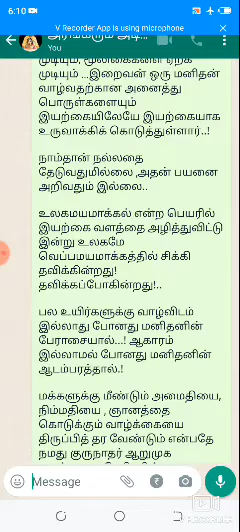 6:10
V Recorder App is using microphone
You
முடியும், மூலிகைகளை ஏற்க
முடியும் ...இறைவன் ஒரு மனிதன்
வாழ்வதற்கான அனைத்து
பொருள்களையும்
இயற்கையிலேயே இயற்கையாக
உருவாக்கிக் கொடுத்துள்ளார்..!
நாம்தான் நல்லதை
தேடுவதுமில்லை ,அதன் பயனை
அறிவதும் இல்லை..
உலகமயமாக்கல் என்ற பெயரில்
இயற்கை வளத்தை அழித்துவிட்டு
இன்று உலகமே
வெப்பமயமாக்கத்தில் சிக்கி
தவிக்கின்றது!
தவிக்கப்போகின்றது!..
பல உயிர்களுக்கு வாழ்விடம்
இல்லாது போனது மனிதனின்
பேராசையால்...! ஆகாரம்
இல்லாமல் போனது மனிதனின்
ஆடம்பரத்தால்.!
மக்களுக்கு மீண்டும் அமைதியை,
நிம்மதியை , ஞானத்தை
கொடுக்கும் வாழ்க்கையை
திருப்பித் தர வேண்டும் என்பதே
நமது குருநாதர் ஆறுமுக
Message